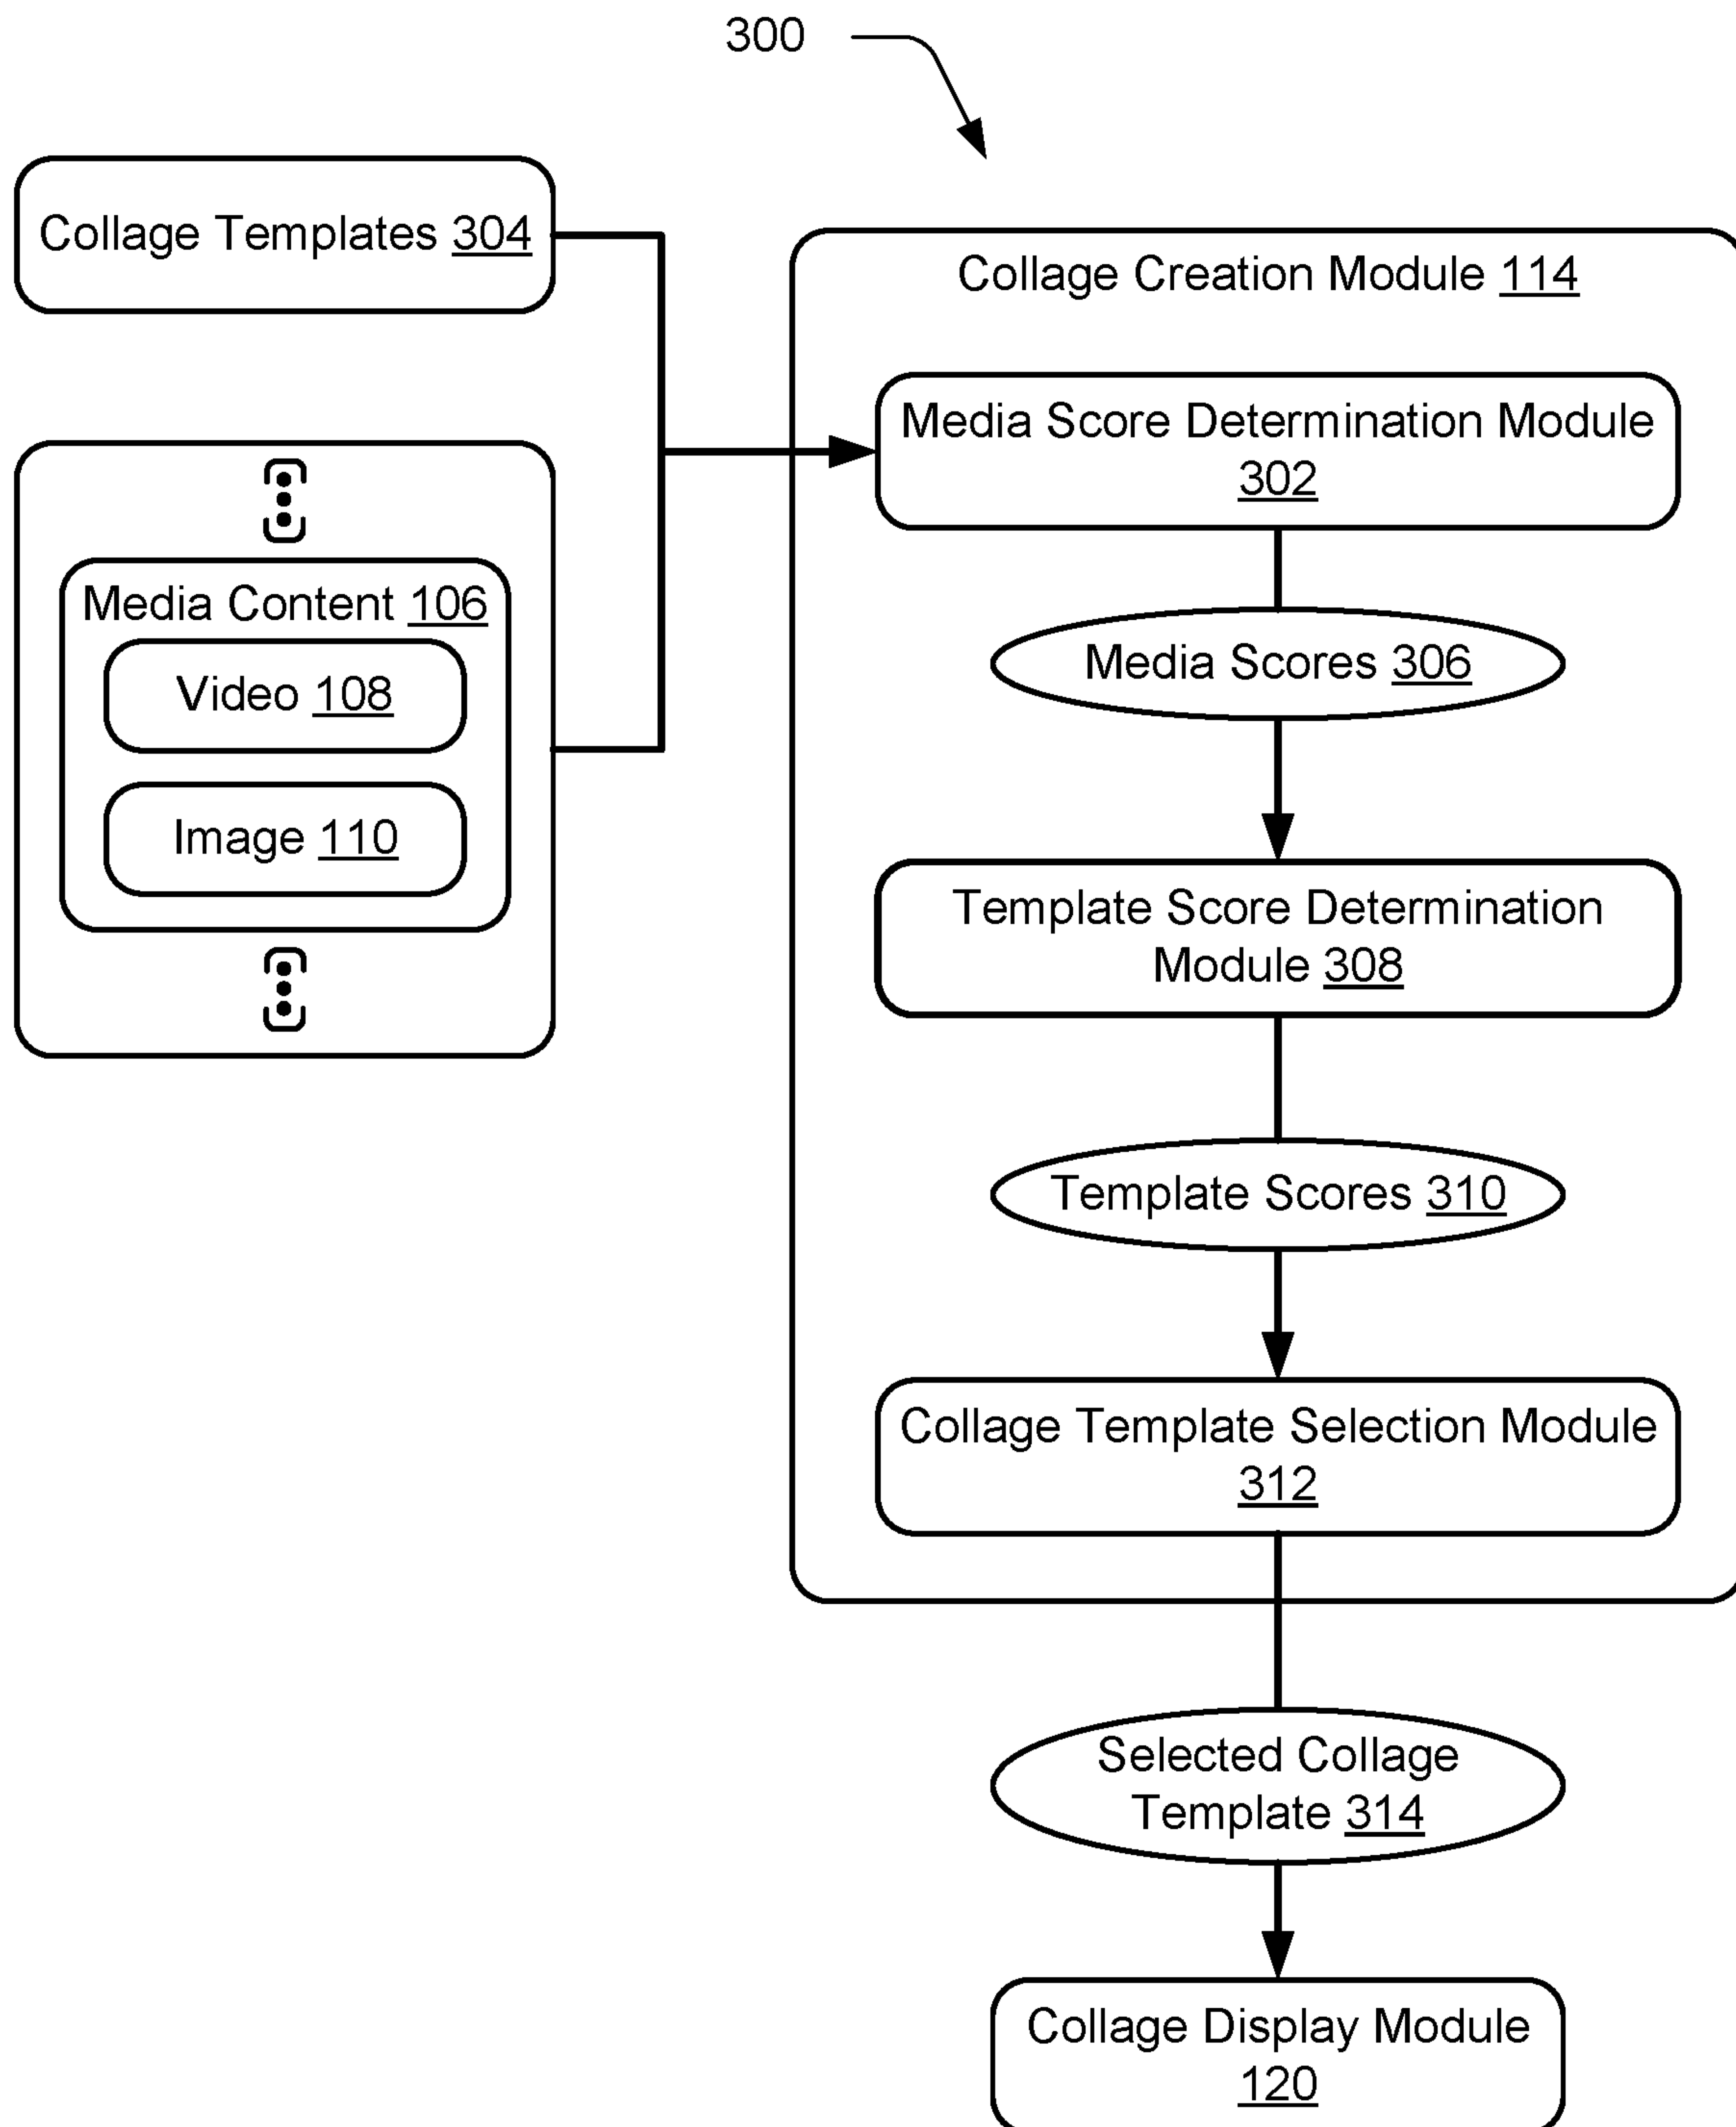 300
Collage Templates 304
Media Content 106
Video 108
Image 110
Collage Creation Module 114
Media Score Determination Module
302
Media Scores 306
Template Score Determination
Module 308
Template Scores 310
Collage Template Selection Module
312
Selected Collage
Template 314
Collage Display Module
120